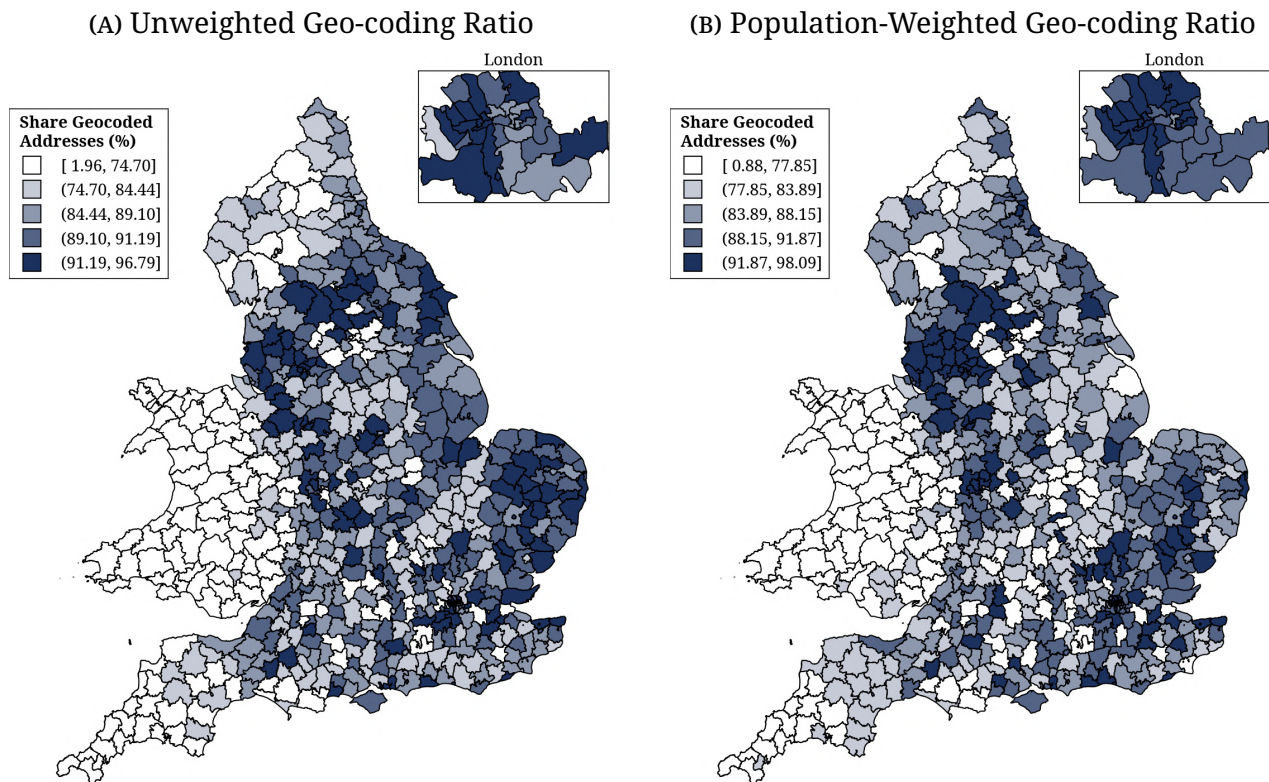 (A) Unweighted Geo-coding Ratio
London
Share Geocoded
Addresses (%)
[ 1.96, 74.70]
(74.70, 84.44]
(84.44, 89.10]
(89.10, 91.19]
(91.19, 96.79]
(B) Population-Weighted Geo-coding Ratio
London
Share Geocoded
Addresses (%)
[ 0.88, 77.85]
(77.85, 83.89]
(83.89, 88.15]
(88.15, 91.87]
(91.87, 98.09]